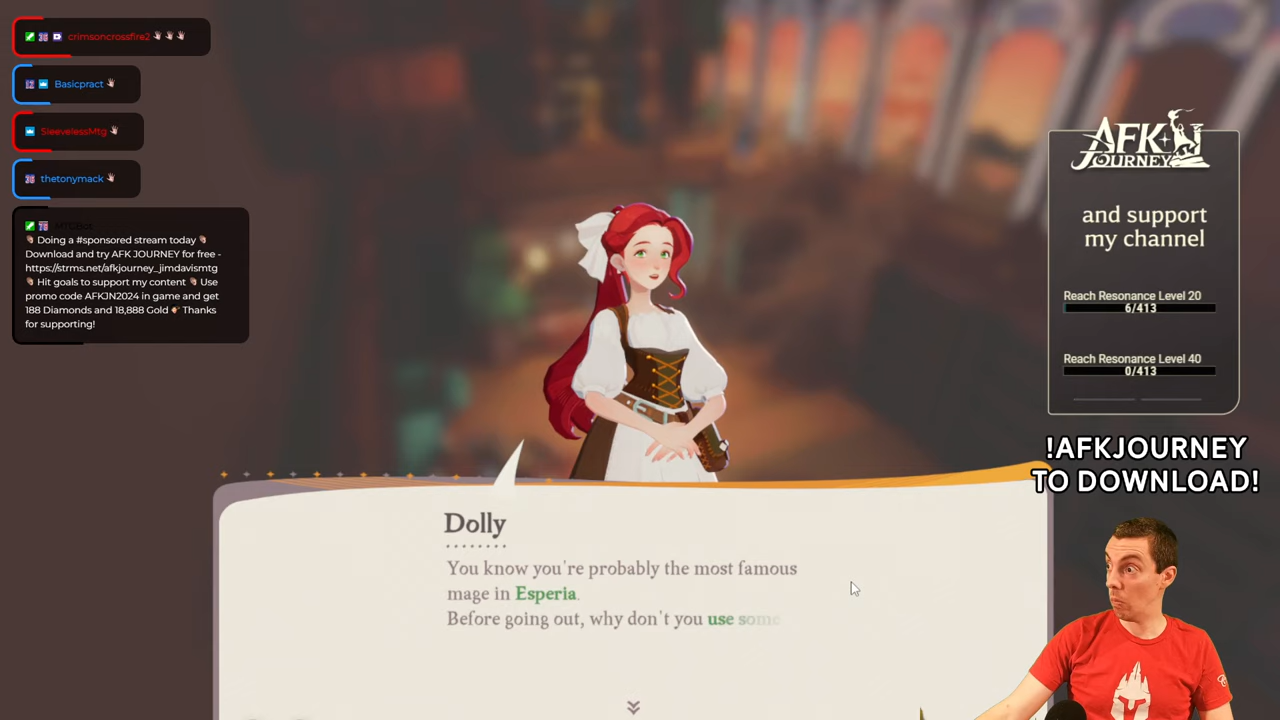 crimsoncrossfire2
Basicpract
SleevelessMtg
thetonymack
Doing a #sponsored stream today
Download and try AFK JOURNEY for free -
https://strms.net/afkjourney_jimdavismtg
Hit goals to support my content Use
promo code AFKJN2024 in game and get
188 Diamonds and 18,888 Gold Thanks
for supporting!
AFK
JOURNEY
and support
my channel
Reach Resonance Level 20
6/413
Reach Resonance Level 40
0/413
!AFKJOURNEY
TO DOWNLOAD!
Dolly
You know you're probably the most famous
mage in Esperia.
Before going out, why don't you use some